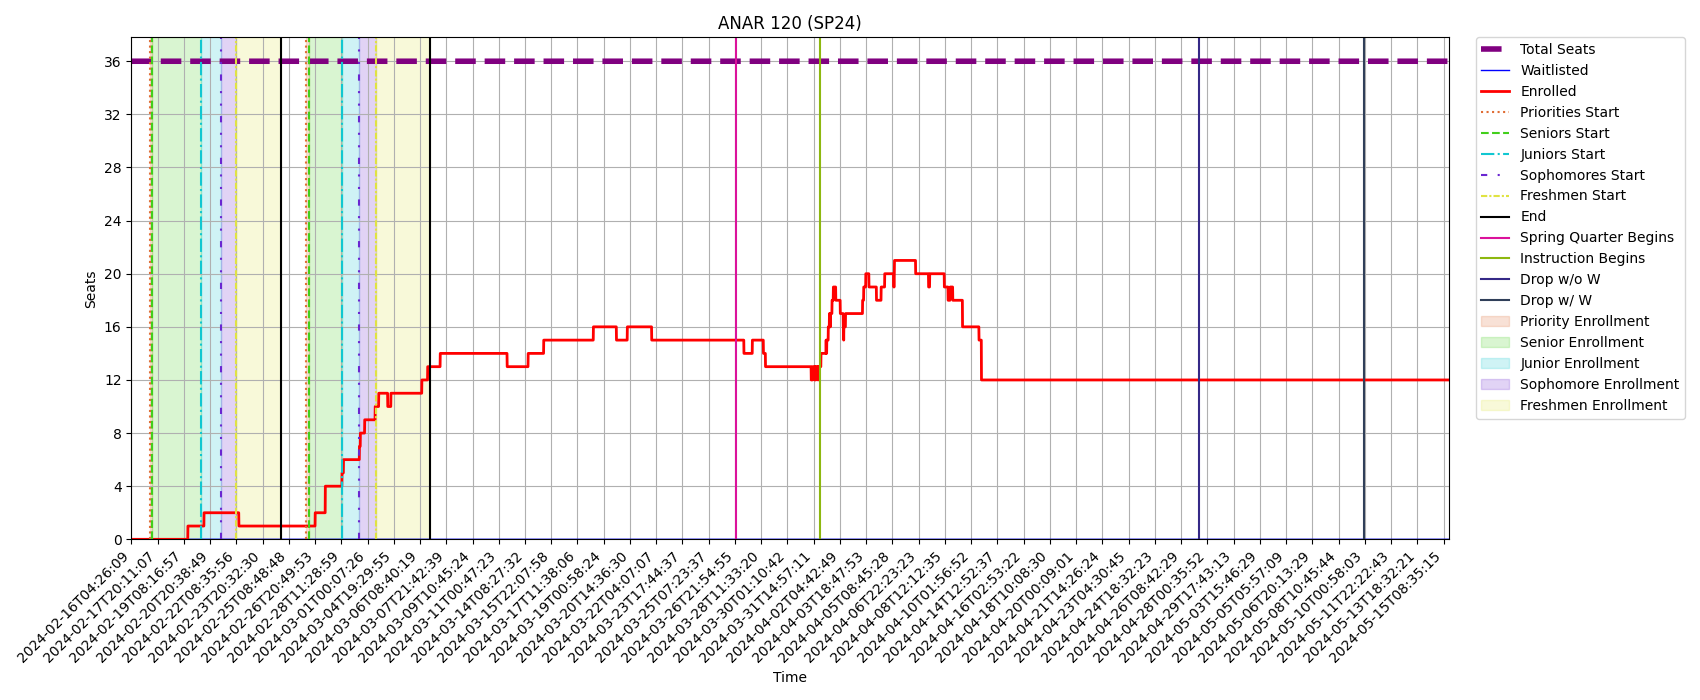 ANAR 120 (SP24)
Seats
36
32
28
24
20
16
12
8
4
0
2024-02-16T04:26:09
2024-02-17T20:11:07
2024-02-19T08:16:57
2024-02-20T20:38:49
2024-02-22T08:35:56
2024-02-23T20:32:30
2024-02-25T08:48:48
2024-02-26T20:49:53
2024-02-28T11:28:59
2024-03-01T00:07:26
2024-03-04T19:29:55
2024-03-06T08:40:19
2024-03-07T21:42:39
2024-03-11T10:45:24
2024-03-13T00:47:23
2024-03-14T08:27:32
2024-03-15T22:07:58
2024-03-17T11:38:06
2024-03-19T00:58:24
2024-03-20T14:36:30
2024-03-22T04:07:07
2024-03-23T17:44:37
2024-03-25T07:23:37
2024-03-26T21:54:55
2024-03-28T11:33:20
2024-03-30T01:10:42
2024-03-31T14:57:11
2024-04-02T04:42:49
2024-04-03T18:47:53
2024-04-05T08:45:28
2024-04-06T22:23:23
2024-04-08T12:12:35
2024-04-10T01:56:52
2024-04-14T12:52:37
2024-04-16T02:53:22
2024-04-18T10:08:30
2024-04-20T00:09:01
2024-04-21T14:26:24
2024-04-23T04:30:45
2024-04-24T18:32:23
2024-04-26T08:42:29
2024-04-28T00:35:52
2024-04-29T17:43:13
2024-05-03T15:46:29
2024-05-05T05:57:09
2024-05-06T20:13:29
2024-05-08T10:45:44
2024-05-10T00:58:03
2024-05-11T22:22:43
2024-05-13T18:32:21
2024-05-15T08:35:15
Time
Total Seats
Waitlisted
Enrolled
Priorities Start
Seniors Start
Juniors Start
Sophomores Start
Freshmen Start
End
Spring Quarter Begins
Instruction Begins
Drop w/o W
Drop w/ W
Priority Enrollment
Senior Enrollment
Junior Enrollment
Sophomore Enrollment
Freshmen Enrollment